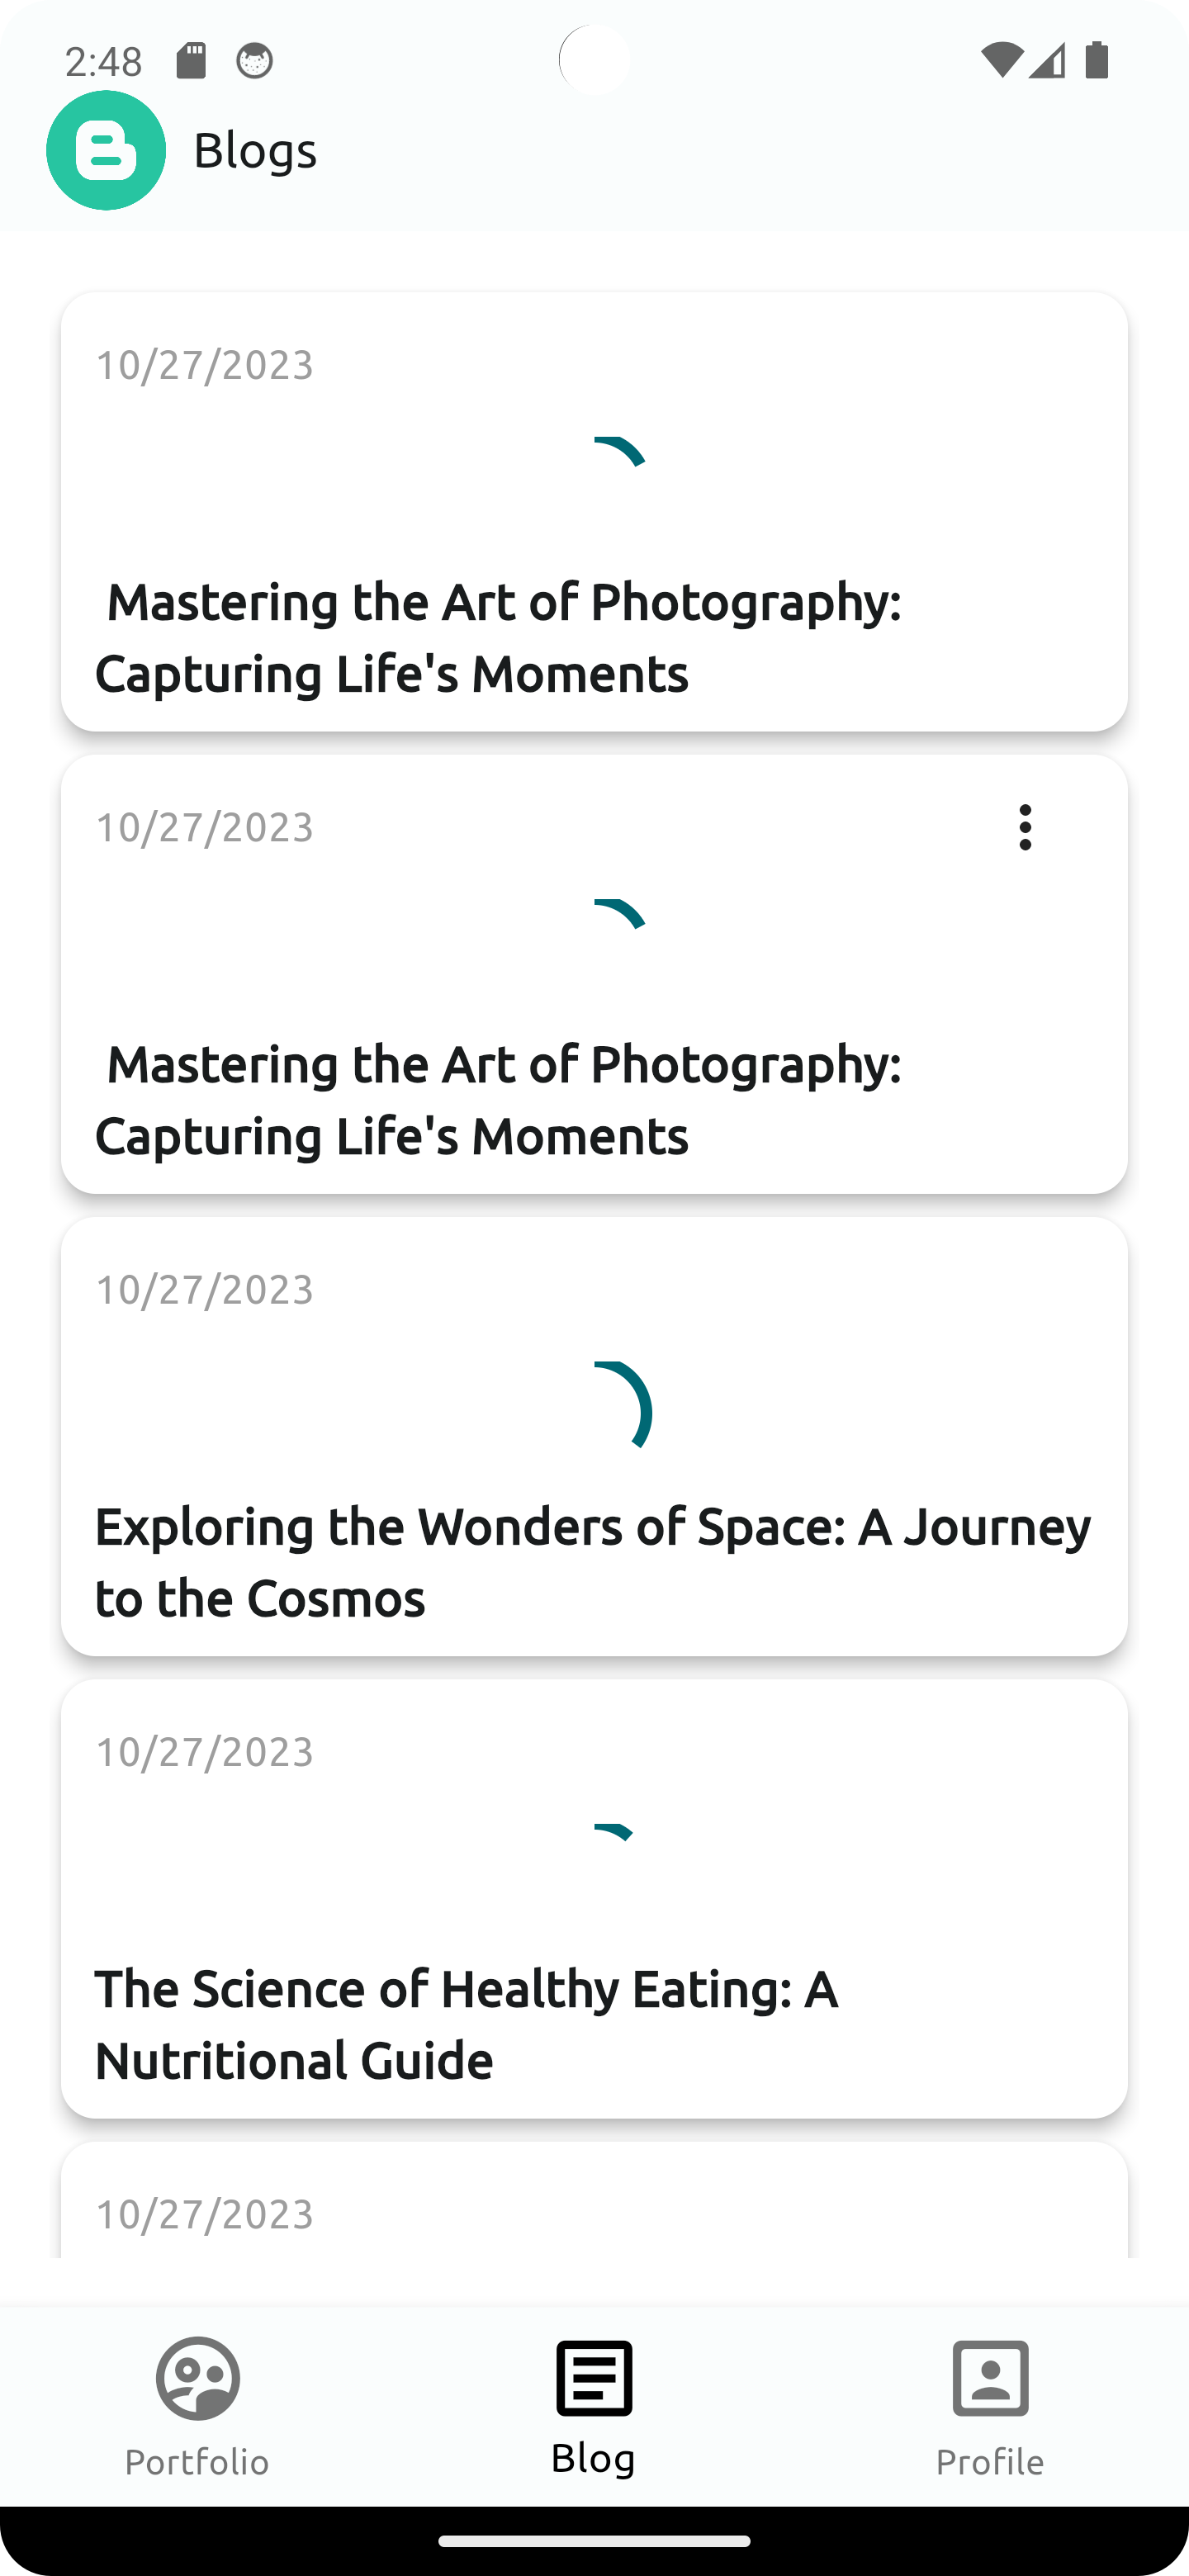 2:48
Blogs
10/27/2023
Mastering the Art of Photography:
Capturing Life's Moments
10/27/2023
Mastering the Art of Photography:
Capturing Life's Moments
10/27/2023
Exploring the Wonders of Space: A Journey
to the Cosmos
10/27/2023
The Science of Healthy Eating: A
Nutritional Guide
10/27/2023
Portfolio
Blog
Profile